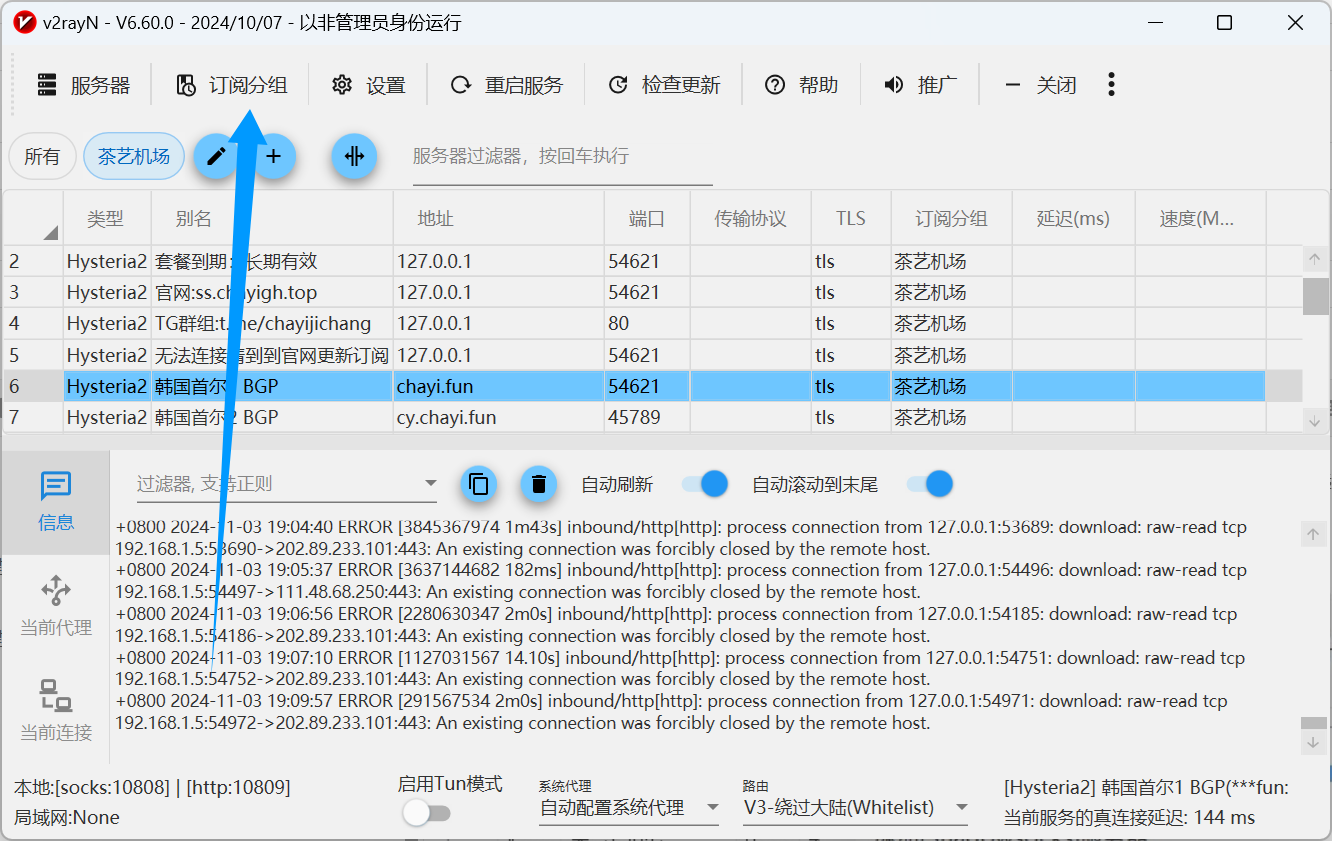 v2rayN - V6.60.0 - 2024/10/07 - 以非管理员身份运行
服务器 订阅分组 设置 重启服务 检查更新 帮助 推广 关闭
所有 茶艺机场 服务器过滤器，按回车执行
类型 别名 地址 端口 传输协议 TLS 订阅分组 延迟(ms) 速度(M...
2 Hysteria2 套餐到期: 长期有效 127.0.0.1 54621 tls 茶艺机场
3 Hysteria2 官网:ss.chayigh.top 127.0.0.1 54621 tls 茶艺机场
4 Hysteria2 TG群组:t.me/chayijichang 127.0.0.1 80 tls 茶艺机场
5 Hysteria2 无法连接请到到官网更新订阅 127.0.0.1 54621 tls 茶艺机场
6 Hysteria2 韩国首尔1 BGP chayi.fun 54621 tls 茶艺机场
7 Hysteria2 韩国首尔2 BGP cy.chayi.fun 45789 tls 茶艺机场
信息
当前代理
当前连接
过滤器, 支持正则 自动刷新 自动滚动到末尾
+0800 2024-11-03 19:04:40 ERROR [3845367974 1m43s] inbound/http[http]: process connection from 127.0.0.1:53689: download: raw-read tcp
192.168.1.5:53690->202.89.233.101:443: An existing connection was forcibly closed by the remote host.
+0800 2024-11-03 19:05:37 ERROR [3637144682 182ms] inbound/http[http]: process connection from 127.0.0.1:54496: download: raw-read tcp
192.168.1.5:54497->111.48.68.250:443: An existing connection was forcibly closed by the remote host.
+0800 2024-11-03 19:06:56 ERROR [2280630347 2m0s] inbound/http[http]: process connection from 127.0.0.1:54185: download: raw-read tcp
192.168.1.5:54186->202.89.233.101:443: An existing connection was forcibly closed by the remote host.
+0800 2024-11-03 19:07:10 ERROR [1127031567 14.10s] inbound/http[http]: process connection from 127.0.0.1:54751: download: raw-read tcp
192.168.1.5:54752->202.89.233.101:443: An existing connection was forcibly closed by the remote host.
+0800 2024-11-03 19:09:57 ERROR [291567534 2m0s] inbound/http[http]: process connection from 127.0.0.1:54971: download: raw-read tcp
192.168.1.5:54972->202.89.233.101:443: An existing connection was forcibly closed by the remote host.
本地:[socks:10808] | [http:10809]
局域网:None
启用Tun模式
系统代理
自动配置系统代理
路由
V3-绕过大陆(Whitelist)
[Hysteria2] 韩国首尔1 BGP(***fun:
当前服务的真连接延迟: 144 ms